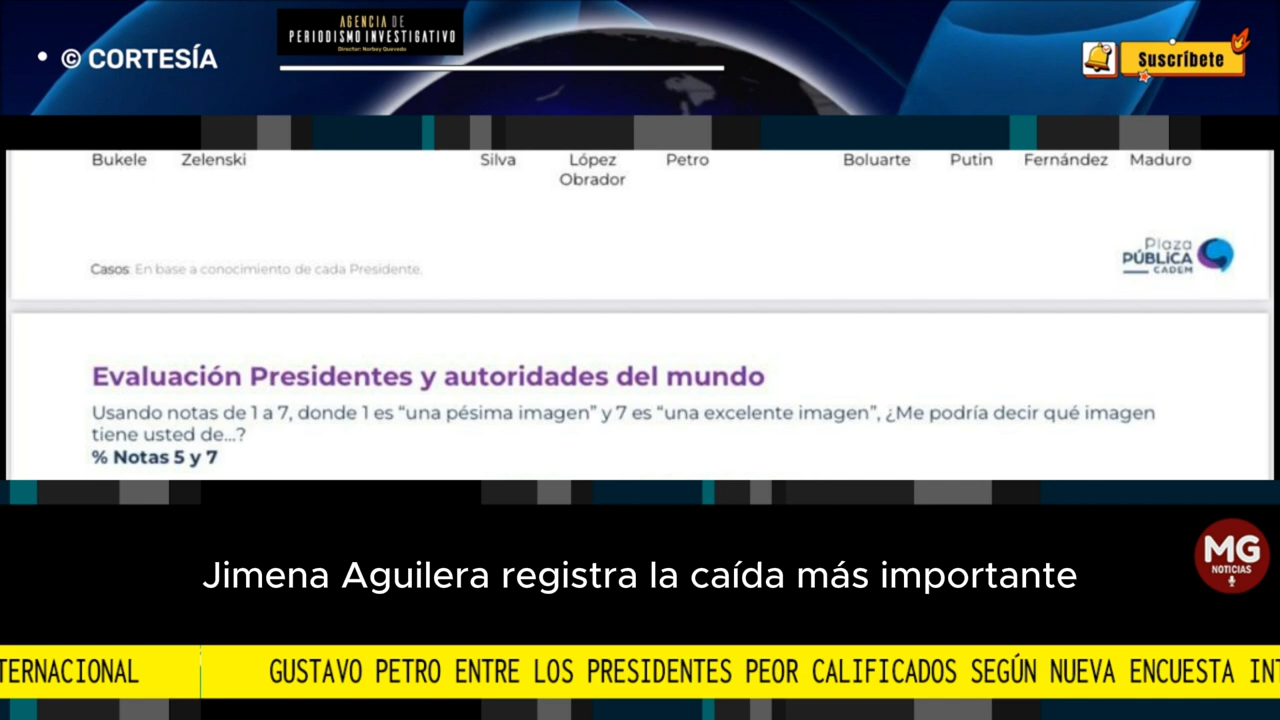 • © CORTESÍA
AGENCIA DE
PERIODISMO INVESTIGATIVO
Director: Norbey Quevedo
Suscríbete
Bukele Zelenski Silva López Petro Boluarte Putin Fernández Maduro
Obrador
Casos: En base a conocimiento de cada Presidente.
Plaza
PÚBLICA
CADEM
Evaluación Presidentes y autoridades del mundo
Usando notas de 1 a 7, donde 1 es “una pésima imagen” y 7 es “una excelente imagen”, ¿Me podría decir qué imagen
tiene usted de...?
% Notas 5 y 7
Jimena Aguilera registra la caída más importante
MG
NOTICIAS
TERNACIONAL GUSTAVO PETRO ENTRE LOS PRESIDENTES PEOR CALIFICADOS SEGÚN NUEVA ENCUESTA INT